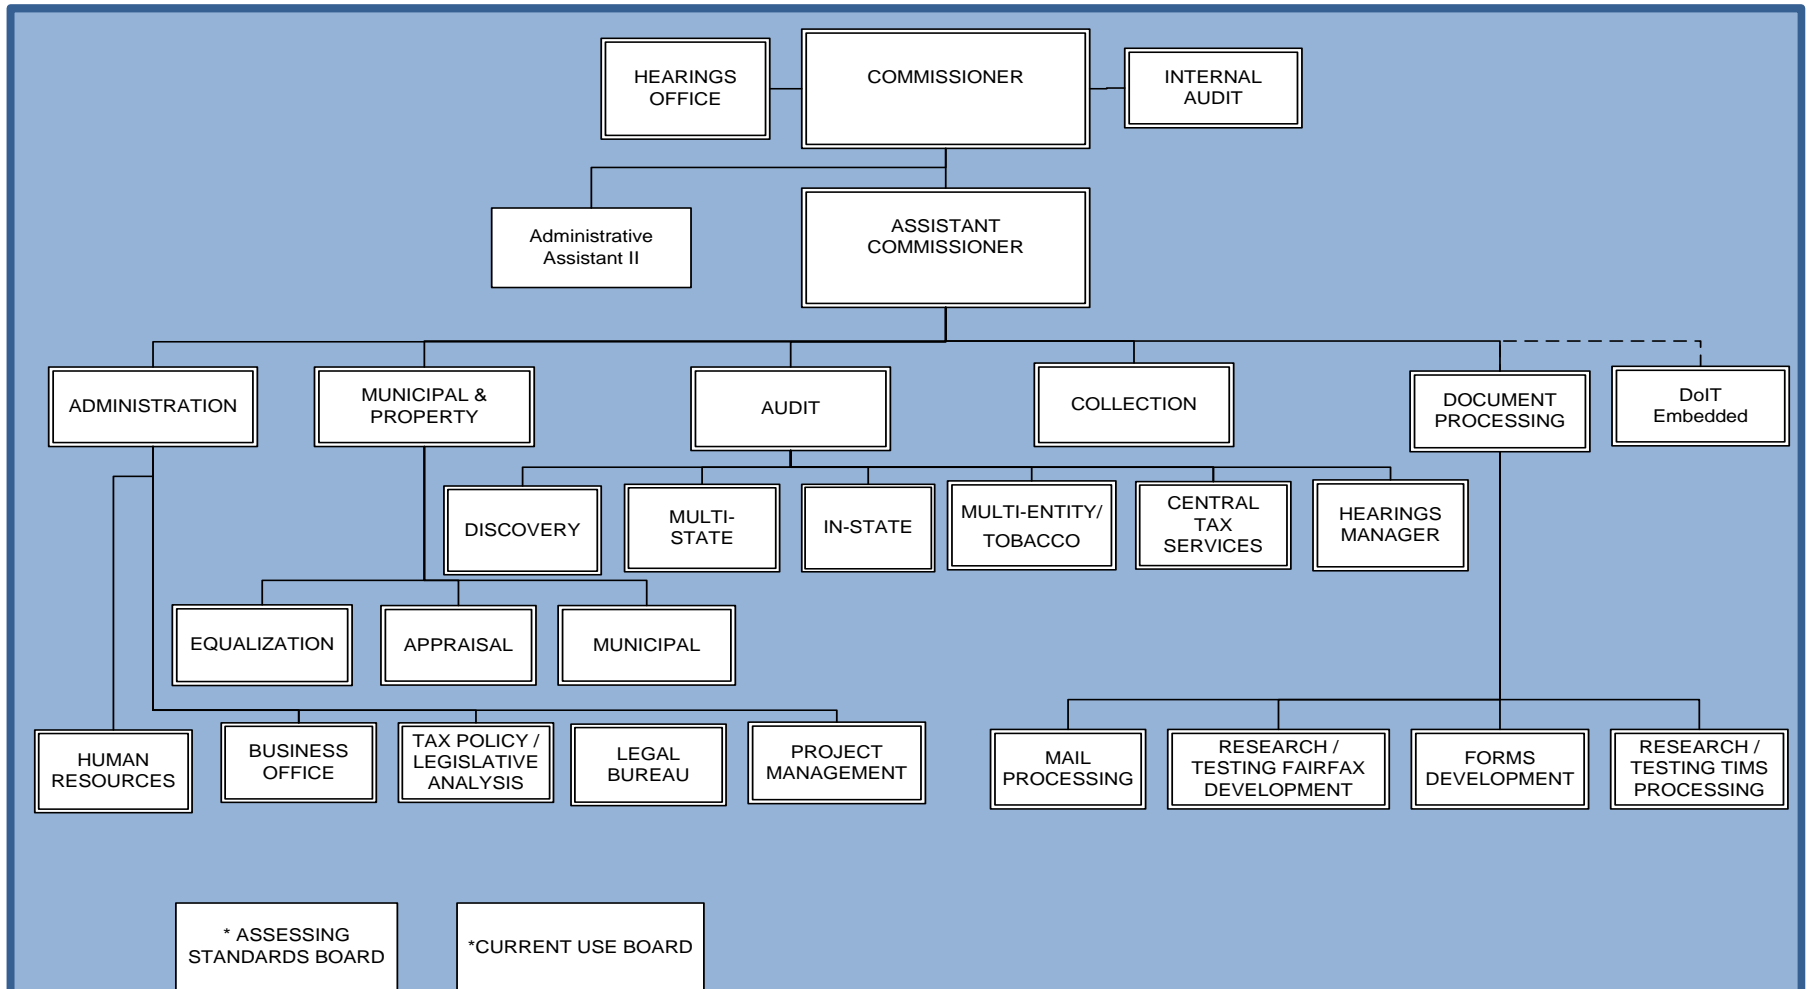 HEARINGS
OFFICE
COMMISSIONER
INTERNAL
AUDIT
Administrative
Assistant II
ASSISTANT
COMMISSIONER
ADMINISTRATION
MUNICIPAL &
PROPERTY
AUDIT
COLLECTION
DOCUMENT
PROCESSING
DoIT
Embedded
DISCOVERY
MULTI-
STATE
IN-STATE
MULTI-ENTITY/
TOBACCO
CENTRAL
TAX
SERVICES
HEARINGS
MANAGER
EQUALIZATION
APPRAISAL
MUNICIPAL
HUMAN
RESOURCES
BUSINESS
OFFICE
TAX POLICY /
LEGISLATIVE
ANALYSIS
LEGAL
BUREAU
PROJECT
MANAGEMENT
MAIL
PROCESSING
RESEARCH /
TESTING FAIRFAX
DEVELOPMENT
FORMS
DEVELOPMENT
RESEARCH /
TESTING TIMS
PROCESSING
* ASSESSING
STANDARDS BOARD
*CURRENT USE BOARD